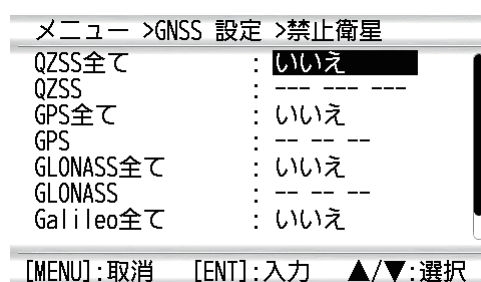 メニュー >GNSS 設定 >禁止衛星
QZSS全て : いいえ
QZSS : --- --- ---
GPS全て : いいえ
GPS : -- -- --
GLONASS全て : いいえ
GLONASS : -- -- --
Galileo全て : いいえ
[MENU]:取消 [ENT]:入力 ▲/▼:選択